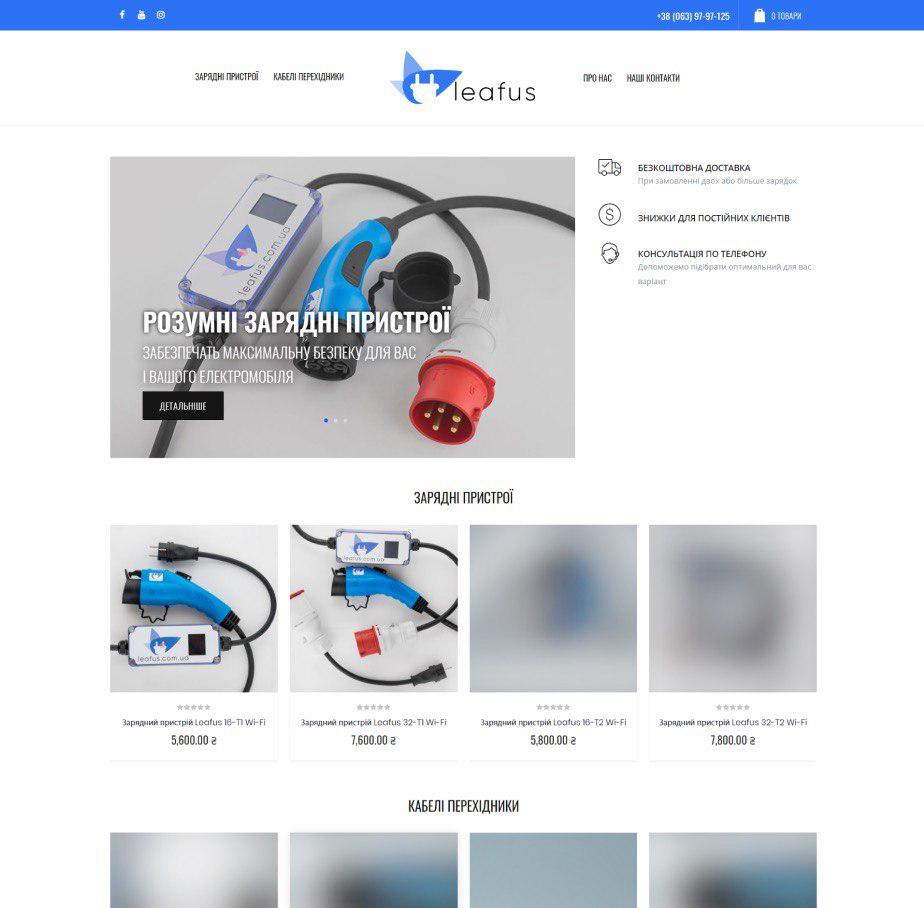 +38 (063) 97-97-125
0 ТОВАРИ
ЗАРЯДНІ ПРИСТРОЇ
КАБЕЛІ ПЕРЕХІДНИКИ
leafus
ПРО НАС
НАШІ КОНТАКТИ
leafus.com.ua
РОЗУМНІ ЗАРЯДНІ ПРИСТРОЇ
ЗАБЕЗПЕЧАТЬ МАКСИМАЛЬНУ БЕЗПЕКУ ДЛЯ ВАС
І ВАШОГО ЕЛЕКТРОМОБІЛЯ
ДЕТАЛЬНІШЕ
БЕЗКОШТОВНА ДОСТАВКА
При замовленні двох або більше зарядок
ЗНИЖКИ ДЛЯ ПОСТІЙНИХ КЛІЄНТІВ
КОНСУЛЬТАЦІЯ ПО ТЕЛЕФОНУ
Допоможемо підібрати оптимальний для вас
варіант
ЗАРЯДНІ ПРИСТРОЇ
leafus.com.ua
leafus.com.ua
Зарядний пристрій Leafus 16-T1 Wi-Fi
5,600.00 ₴
Зарядний пристрій Leafus 32-T1 Wi-Fi
7,600.00 ₴
Зарядний пристрій Leafus 16-T2 Wi-Fi
5,800.00 ₴
Зарядний пристрій Leafus 32-T2 Wi-Fi
7,800.00 ₴
КАБЕЛІ ПЕРЕХІДНИКИ